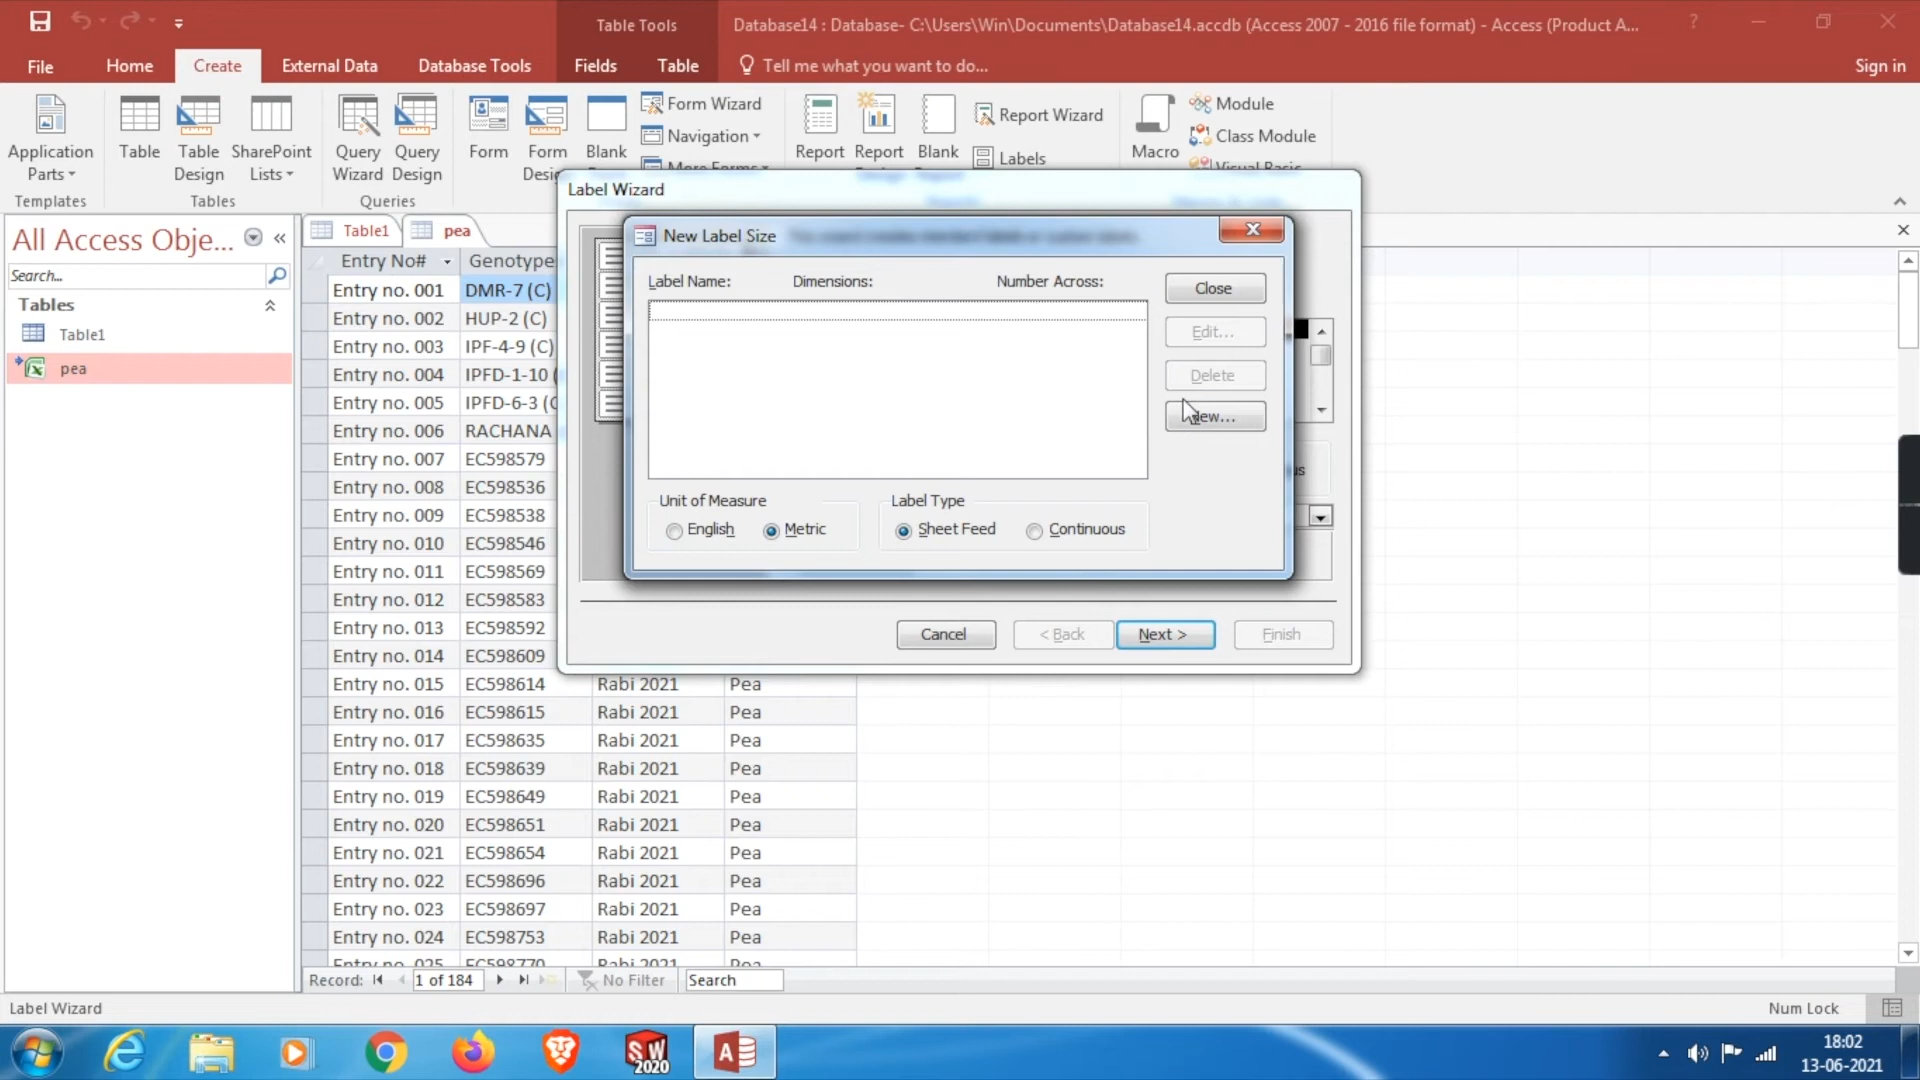 Table Tools
Database14 : Database- C:\Users\Win\Documents\Database14.accdb (Access 2007 - 2016 file format) - Access (Product A...
File
Home
Create
External Data
Database Tools
Fields
Table
Tell me what you want to do...
Sign in
Application Parts
Table
Table Design
SharePoint Lists
Query Wizard
Query Design
Form
Form
Blank
Form Wizard
Navigation
More Forms
Report
Report
Blank
Report Wizard
Labels
Macro
Module
Class Module
Visual Basic
Templates
Tables
Queries
All Access Obje...
Search...
Tables
Table1
pea
Table1
pea
Label Wizard
New Label Size
Label Name:
Dimensions:
Number Across:
Close
Edit...
Delete
Unit of Measure
English
Metric
Label Type
Sheet Feed
Continuous
Cancel
< Back
Next >
Finish
Entry No#
Genotype
Entry no. 001 DMR-7 (C)
Entry no. 002 HUP-2 (C)
Entry no. 003 IPF-4-9 (C)
Entry no. 004 IPFD-1-10 (
Entry no. 005 IPFD-6-3 (C
Entry no. 006 RACHANA
Entry no. 007 EC598579
Entry no. 008 EC598536
Entry no. 009 EC598538
Entry no. 010 EC598546
Entry no. 011 EC598569
Entry no. 012 EC598583
Entry no. 013 EC598592
Entry no. 014 EC598609
Entry no. 015 EC598614 Rabi 2021 Pea
Entry no. 016 EC598615 Rabi 2021 Pea
Entry no. 017 EC598635 Rabi 2021 Pea
Entry no. 018 EC598639 Rabi 2021 Pea
Entry no. 019 EC598649 Rabi 2021 Pea
Entry no. 020 EC598651 Rabi 2021 Pea
Entry no. 021 EC598654 Rabi 2021 Pea
Entry no. 022 EC598696 Rabi 2021 Pea
Entry no. 023 EC598697 Rabi 2021 Pea
Entry no. 024 EC598753 Rabi 2021 Pea
Entry no. 025 EC598770 Rabi 2021 Pea
Record:
1 of 184
No Filter
Search
Label Wizard
Num Lock
SW
2020
18:02
13-06-2021